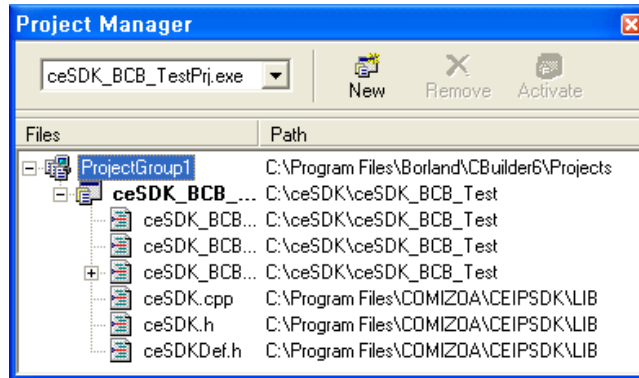 Project Manager
ceSDK_BCB_TestPrj.exe
New Remove Activate
Files Path
ProjectGroup1 C:\Program Files\Borland\CBuilder6\Projects
ceSDK_BCB_... C:\ceSDK\ceSDK_BCB_Test
ceSDK_BCB... C:\ceSDK\ceSDK_BCB_Test
ceSDK_BCB... C:\ceSDK\ceSDK_BCB_Test
ceSDK_BCB... C:\ceSDK\ceSDK_BCB_Test
ceSDK.cpp C:\Program Files\COMIZOA\CEIPSDK\LIB
ceSDK.h C:\Program Files\COMIZOA\CEIPSDK\LIB
ceSDKDef.h C:\Program Files\COMIZOA\CEIPSDK\LIB